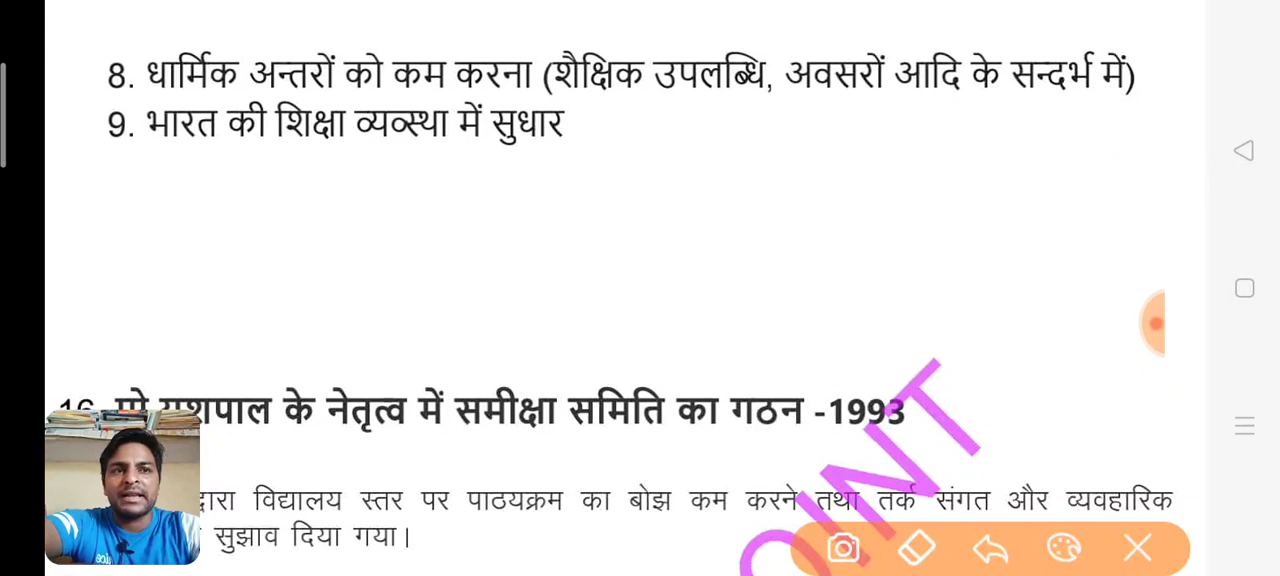 8. धार्मिक अन्तरों को कम करना (शैक्षिक उपलब्धि, अवसरों आदि के सन्दर्भ में)
9. भारत की शिक्षा व्यव्स्था में सुधार
के नेतृत्व में समीक्षा समिति का गठन -1993
विद्यालय स्तर पर पाठयक्रम का बोझ कम करने तथा तर्क संगत और व्यवहारिक
सुझाव दिया गया।
OINT